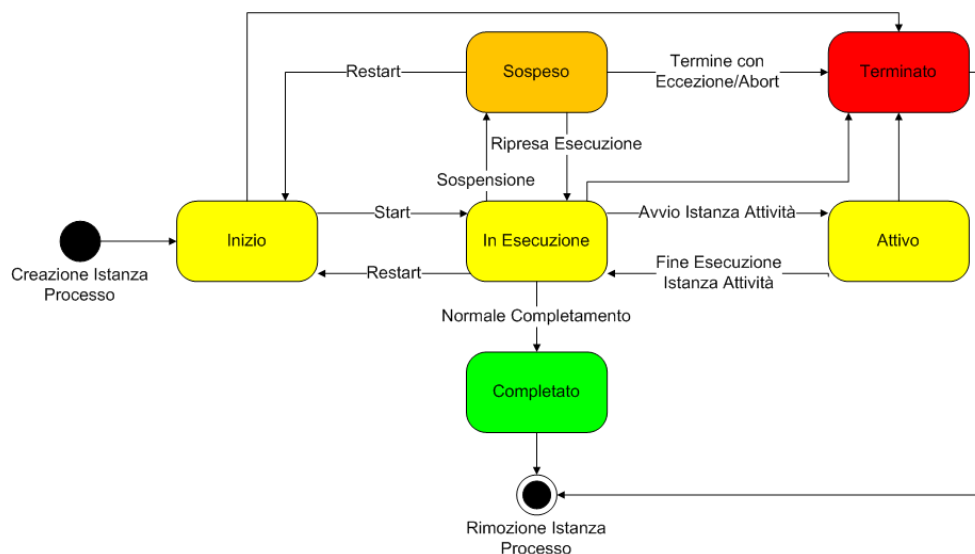 Restart
Sospeso
Termine con
Eccezione/Abort
Terminato
Ripresa Esecuzione
Sospensione
Start
Avvio Istanza Attività
Inizio
In Esecuzione
Attivo
Creazione Istanza
Processo
Restart
Fine Esecuzione
Istanza Attività
Normale Completamento
Completato
Rimozione Istanza
Processo